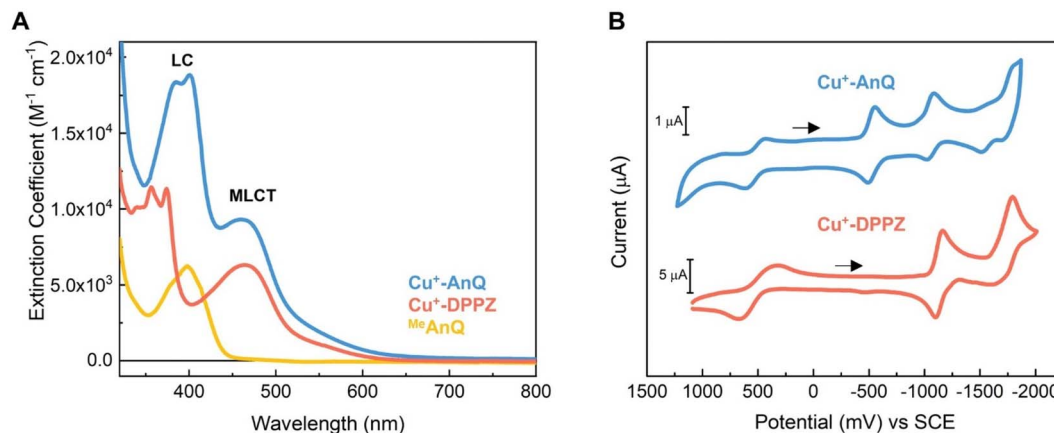 A
Extinction Coefficient (M⁻¹ cm⁻¹)
2.0x10⁴
1.5x10⁴
1.0x10⁴
5.0x10³
0.0
LC
MLCT
Cu⁺-AnQ
Cu⁺-DPPZ
ᴹᵉAnQ
400
500
600
700
800
Wavelength (nm)
B
Current (μA)
1 μA
Cu⁺-AnQ
5 μA
Cu⁺-DPPZ
1500 1000 500 0 -500 -1000 -1500 -2000
Potential (mV) vs SCE